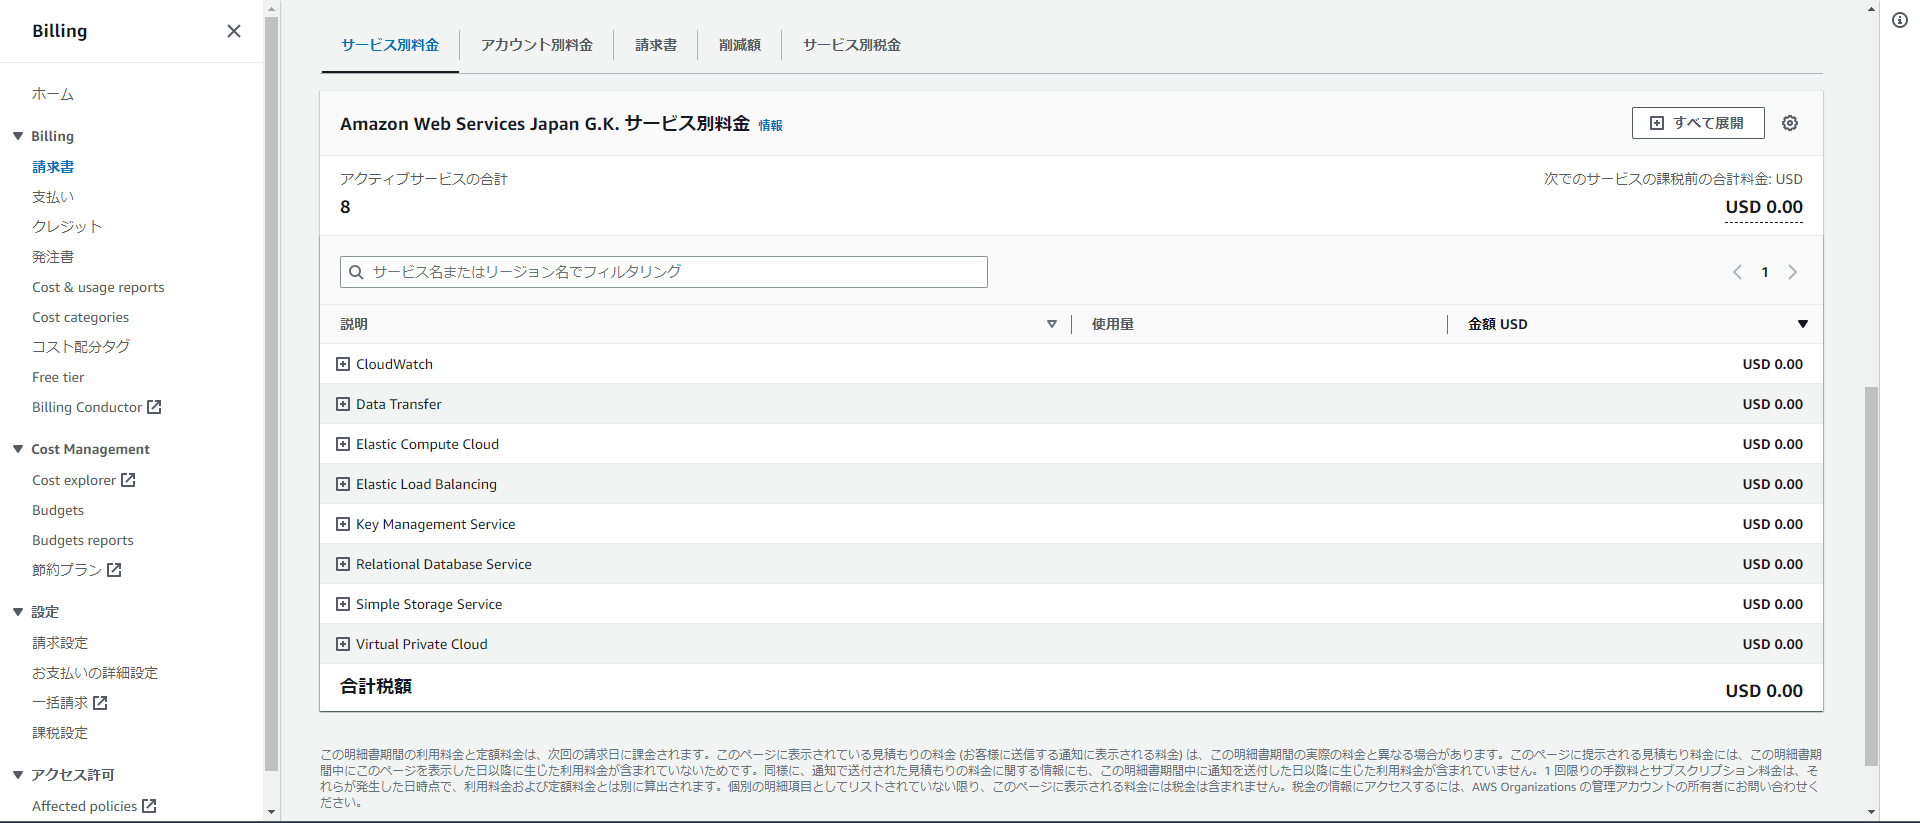 Billing
ホーム
Billing
請求書
支払い
クレジット
発注書
Cost & usage reports
Cost categories
コスト配分タグ
Free tier
Billing Conductor
Cost Management
Cost explorer
Budgets
Budgets reports
節約プラン
設定
請求設定
お支払いの詳細設定
一括請求
課税設定
アクセス許可
Affected policies
サービス別料金 アカウント別料金 請求書 削減額 サービス別税金
Amazon Web Services Japan G.K. サービス別料金 情報
すべて展開
アクティブサービスの合計
8
次でのサービスの課税前の合計料金: USD
USD 0.00
サービス名またはリージョン名でフィルタリング
1
説明 使用量 金額 USD
CloudWatch USD 0.00
Data Transfer USD 0.00
Elastic Compute Cloud USD 0.00
Elastic Load Balancing USD 0.00
Key Management Service USD 0.00
Relational Database Service USD 0.00
Simple Storage Service USD 0.00
Virtual Private Cloud USD 0.00
合計税額 USD 0.00
この明細書期間の利用料金と定額料金は、次回の請求日に課金されます。このページに表示されている見積もりの料金 (お客様に送信する通知に表示される料金) は、この明細書期間の実際の料金と異なる場合があります。このページに提示される見積もり料金には、この明細書期
間中にこのページを表示した日以降に生じた利用料金が含まれていないためです。同様に、通知で送付された見積もりの料金に関する情報にも、この明細書期間中に通知を送付した日以降に生じた利用料金が含まれていません。1 回限りの手数料とサブスクリプション料金は、そ
れらが発生した日時点で、利用料金および定額料金とは別に算出されます。個別の明細項目としてリストされていない限り、このページに表示される料金には税金は含まれません。税金の情報にアクセスするには、AWS Organizations の管理アカウントの所有者にお問い合わせく
ださい。